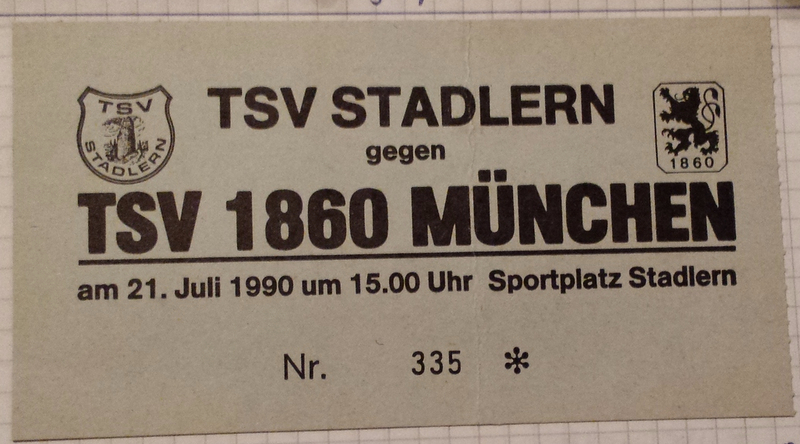 TSV STADLERN
TSV STADLERN
gegen
1860
TSV 1860 MÜNCHEN
am 21. Juli 1990 um 15.00 Uhr Sportplatz Stadlern
Nr. 335 *